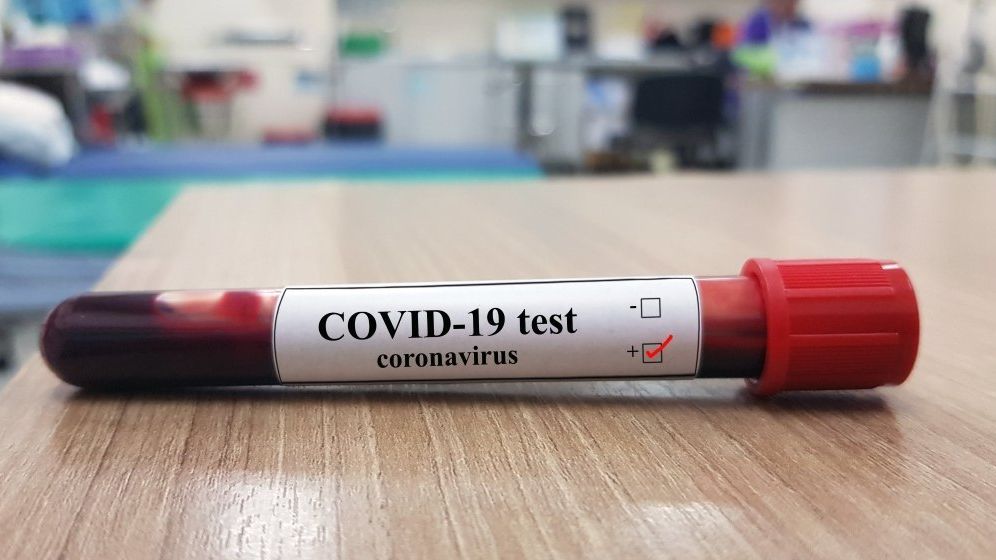 COVID-19 test
coronavirus
- ☐
+ ☑